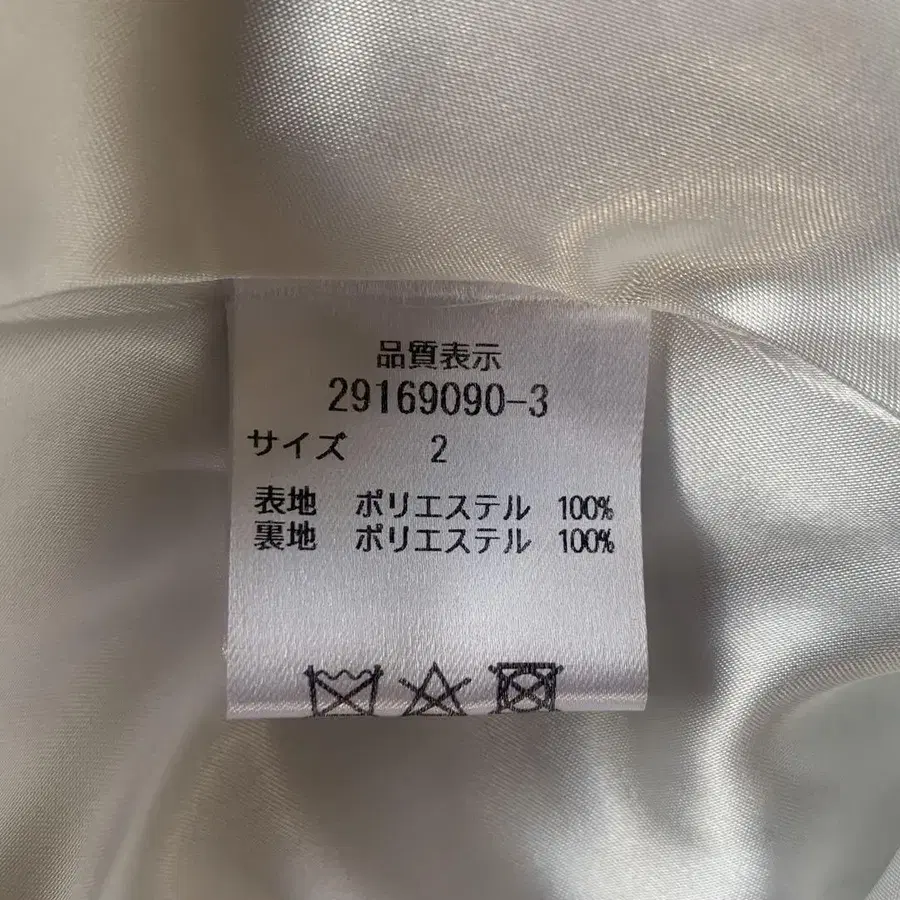 品質表示
29169090-3
サイズ 2
表地 ポリエステル 100%
裏地 ポリエステル 100%